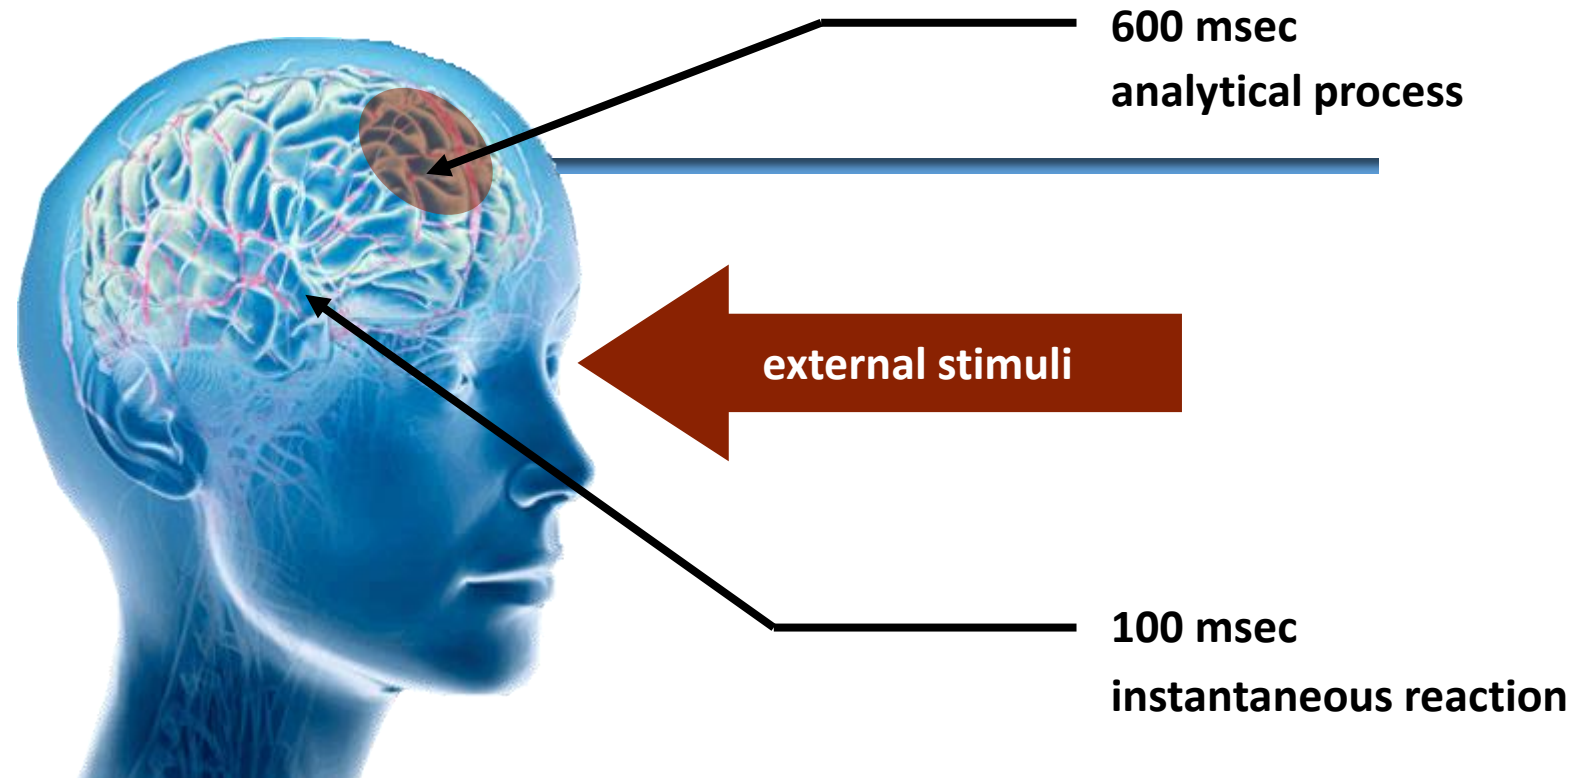 600 msec
analytical process
external stimuli
100 msec
instantaneous reaction